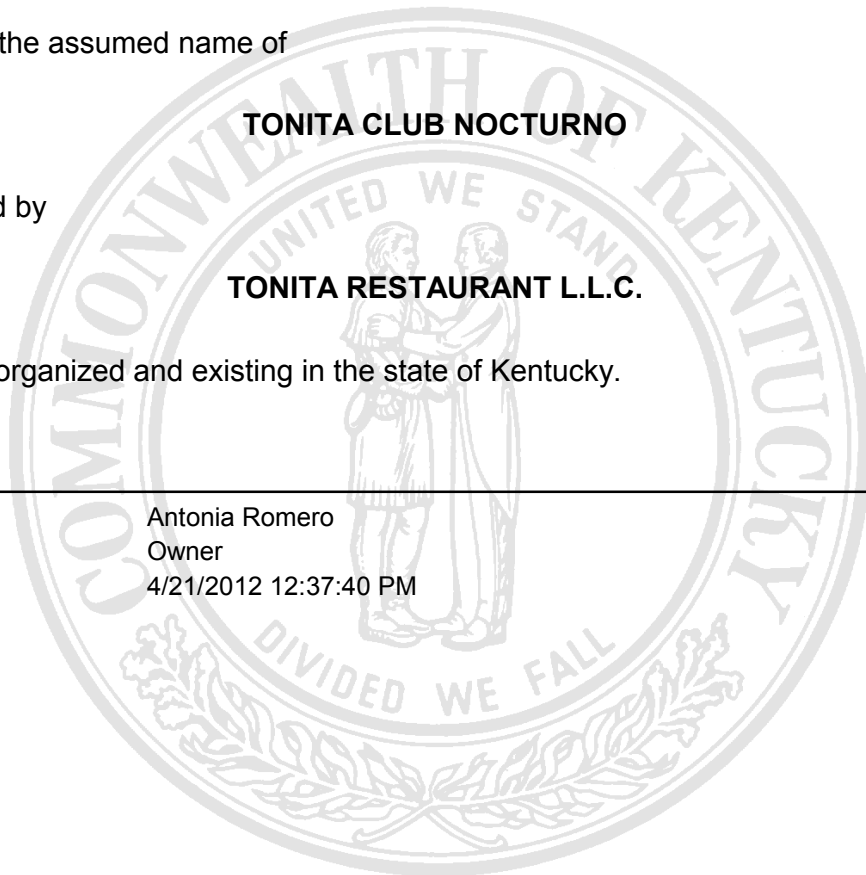 the assumed name of
TONITA CLUB NOCTURNO
d by
TONITA RESTAURANT L.L.C.
organized and existing in the state of Kentucky.
Antonia Romero
Owner
4/21/2012 12:37:40 PM
COMMONWEALTH OF KENTUCKY
UNITED WE STAND
DIVIDED WE FALL